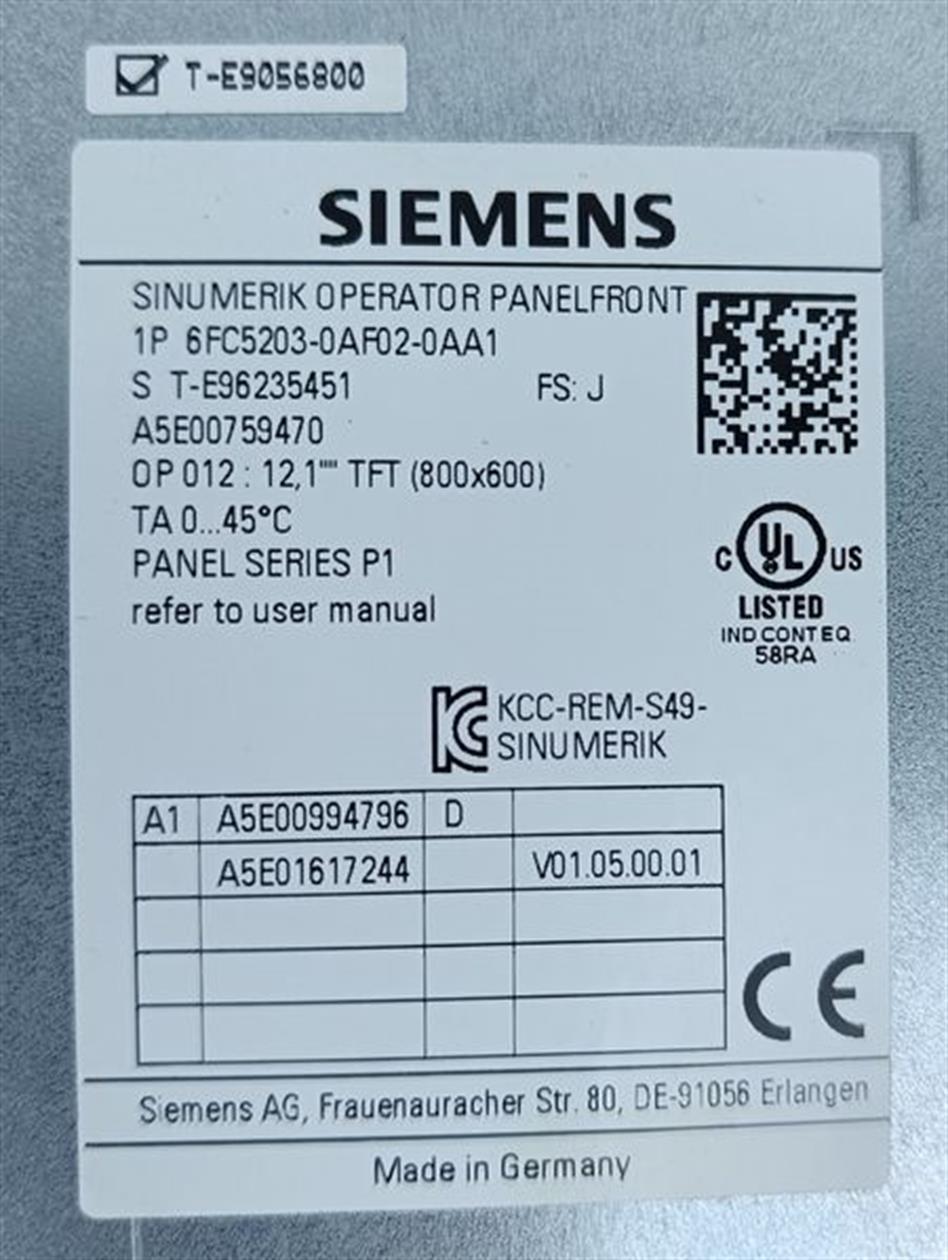 T-E9056800
SIEMENS
SINUMERIK OPERATOR PANELFRONT
1P 6FC5203-0AF02-0AA1
S T-E96235451 FS: J
A5E00759470
OP 012 : 12,1"" TFT (800x600)
TA 0...45°C
PANEL SERIES P1
refer to user manual
C UL US
LISTED
IND CONT EQ
58RA
KCC-REM-S49-
SINUMERIK
A1 A5E00994796 D
A5E01617244 V01.05.00.01
CE
Siemens AG, Frauenauracher Str. 80, DE-91056 Erlangen
Made in Germany